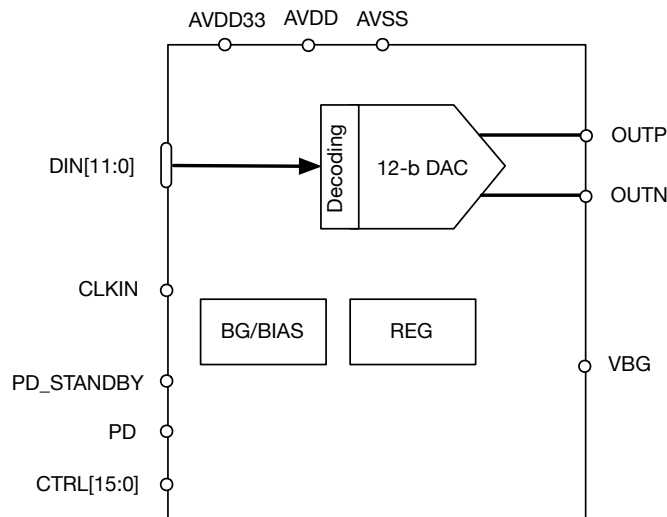 AVDD33 AVDD AVSS
DIN[11:0]
Decoding
12-b DAC
OUTP
OUTN
CLKIN
BG/BIAS
REG
VBG
PD_STANDBY
PD
CTRL[15:0]